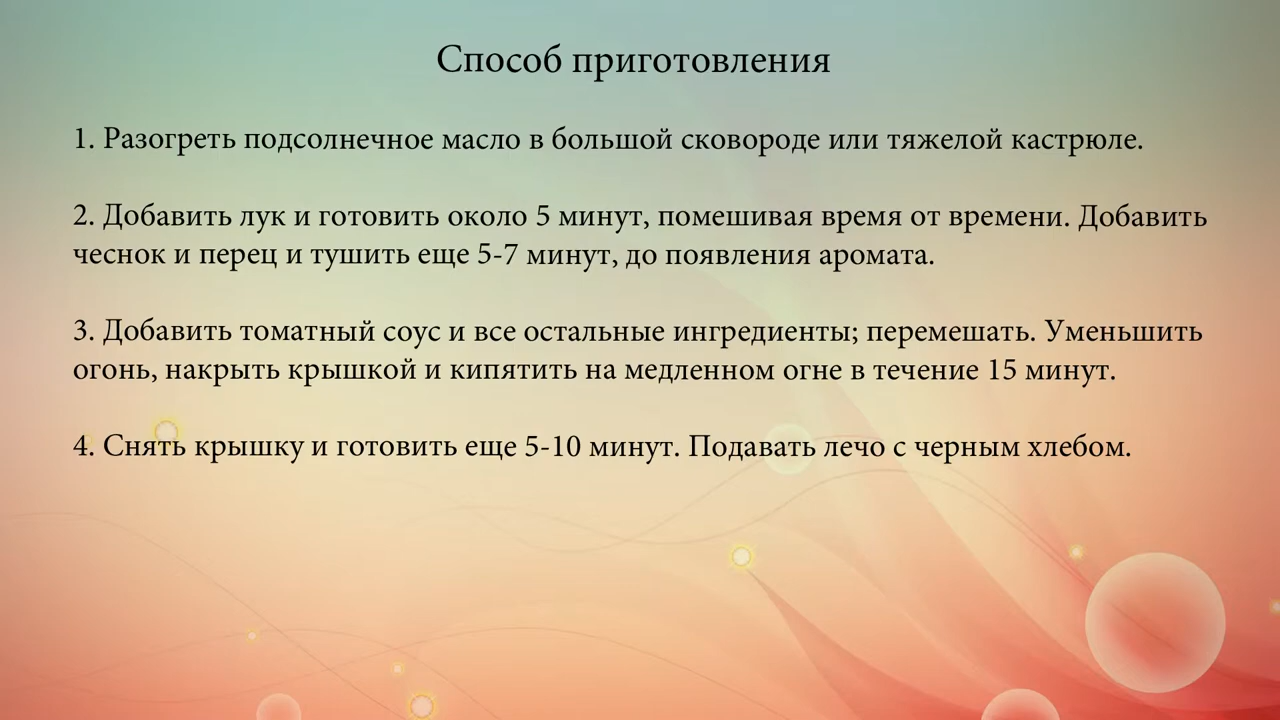 Способ приготовления
1. Разогреть подсолнечное масло в большой сковороде или тяжелой кастрюле.
2. Добавить лук и готовить около 5 минут, помешивая время от времени. Добавить
чеснок и перец и тушить еще 5-7 минут, до появления аромата.
3. Добавить томатный соус и все остальные ингредиенты; перемешать. Уменьшить
огонь, накрыть крышкой и кипятить на медленном огне в течение 15 минут.
4. Снять крышку и готовить еще 5-10 минут. Подавать лечо с черным хлебом.